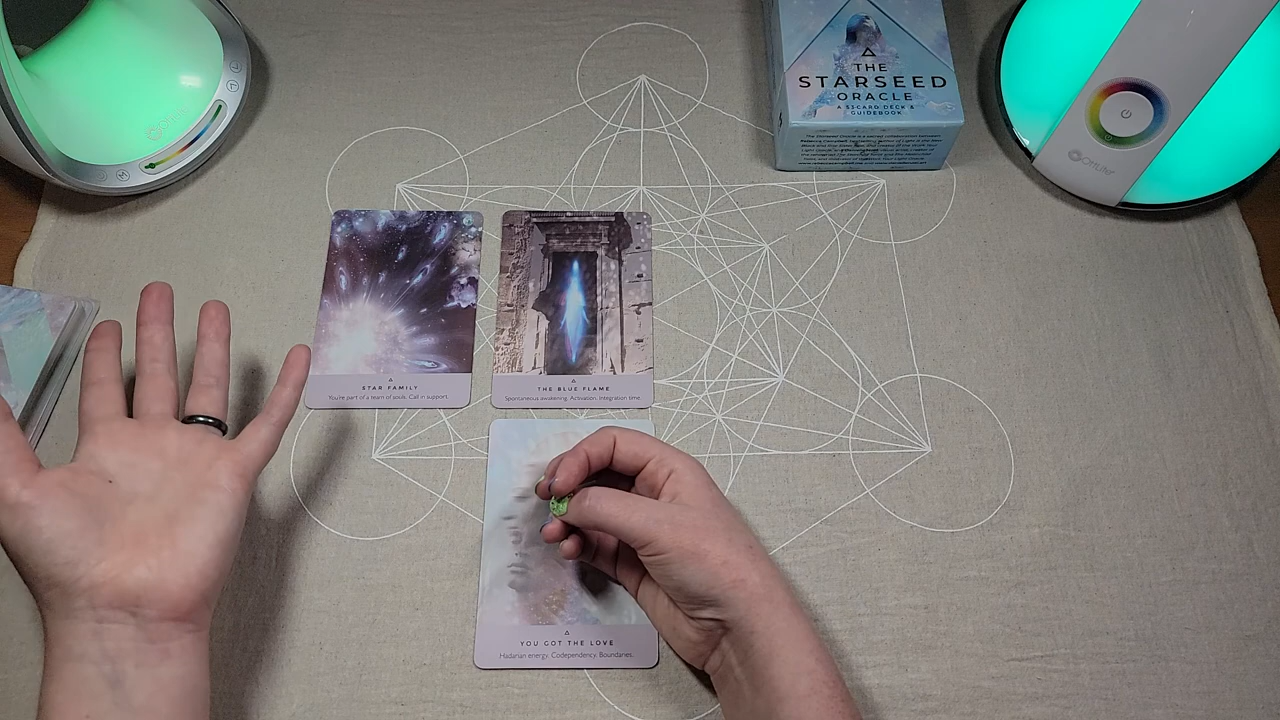 THE
STARSEED
ORACLE
A 53-CARD DECK &
GUIDEBOOK
STAR FAMILY
You're part of a team of souls. Call in support.
THE BLUE FLAME
Spontaneous awakening. Activation. Integration time.
YOU GOT THE LOVE
Hadarian energy. Codependency. Boundaries.